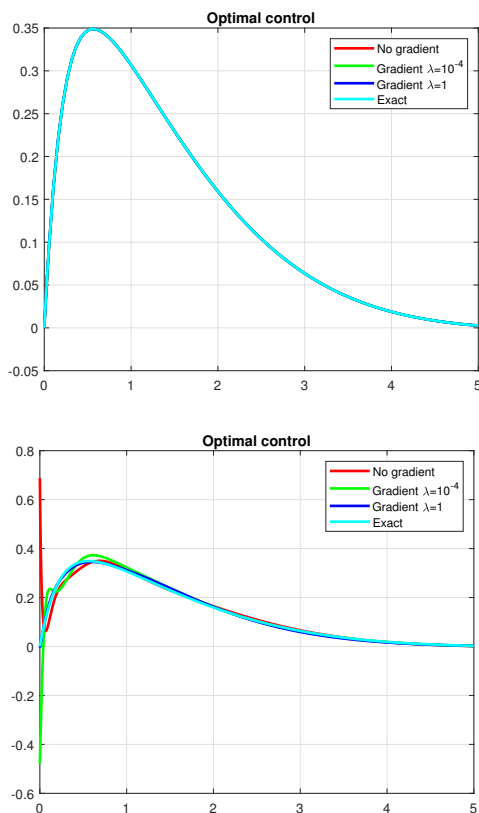 Optimal control
No gradient
Gradient λ=10⁻⁴
Gradient λ=1
Exact
0.35
0.3
0.25
0.2
0.15
0.1
0.05
0
-0.05
0 1 2 3 4 5
Optimal control
No gradient
Gradient λ=10⁻⁴
Gradient λ=1
Exact
0.8
0.6
0.4
0.2
0
-0.2
-0.4
-0.6
0 1 2 3 4 5